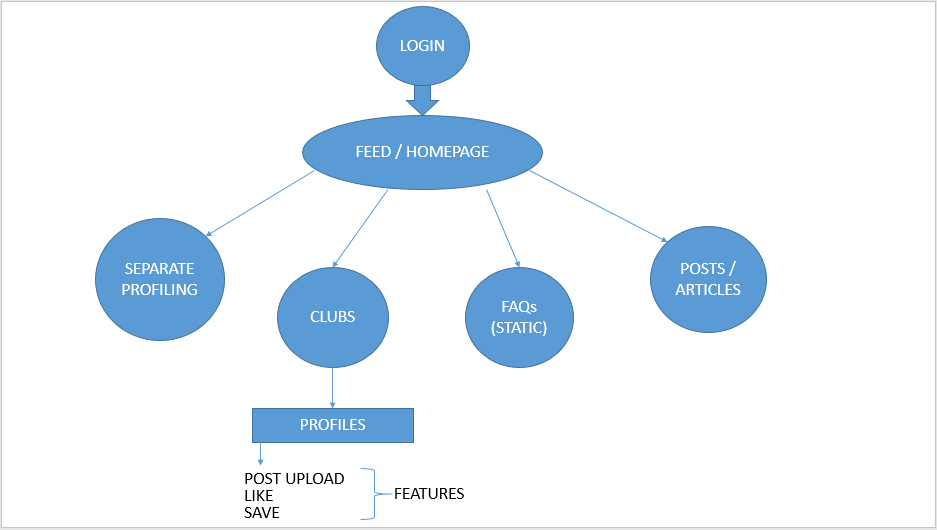 LOGIN
FEED / HOMEPAGE
SEPARATE
PROFILING
CLUBS
FAQs
(STATIC)
POSTS /
ARTICLES
PROFILES
POST UPLOAD
LIKE
SAVE
FEATURES